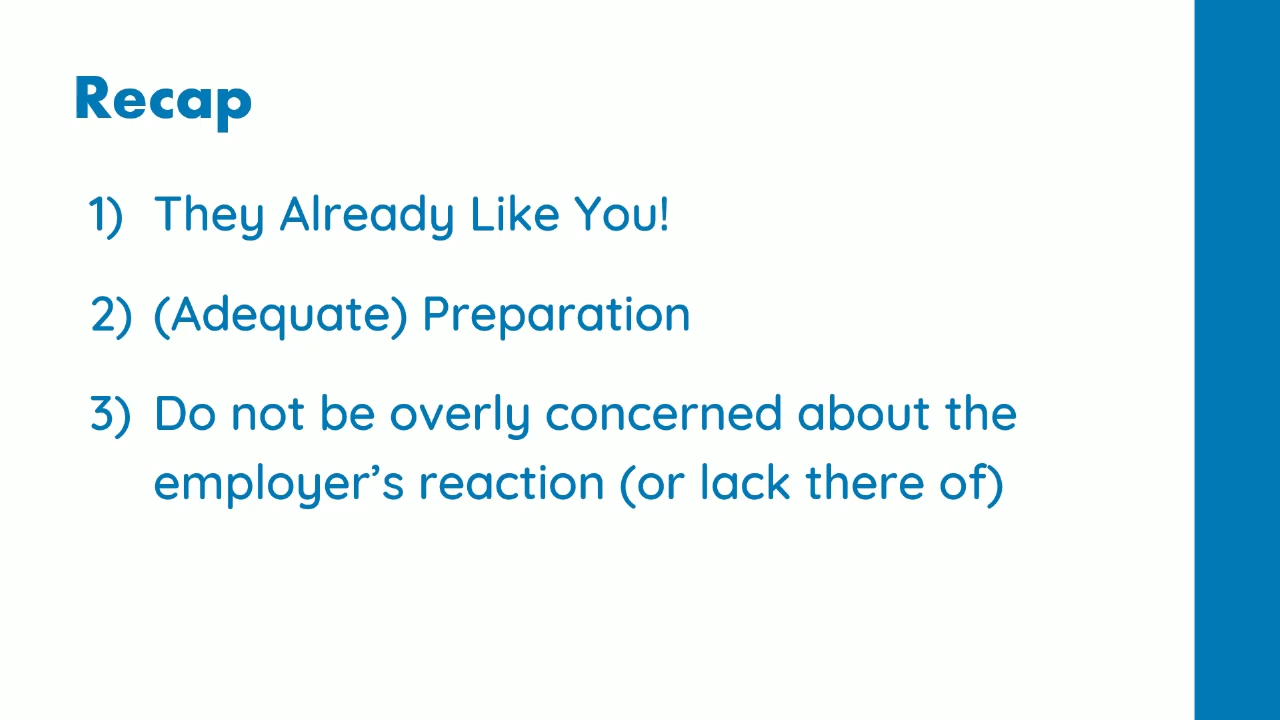 Recap
1) They Already Like You!
2) (Adequate) Preparation
3) Do not be overly concerned about the
employer’s reaction (or lack there of)